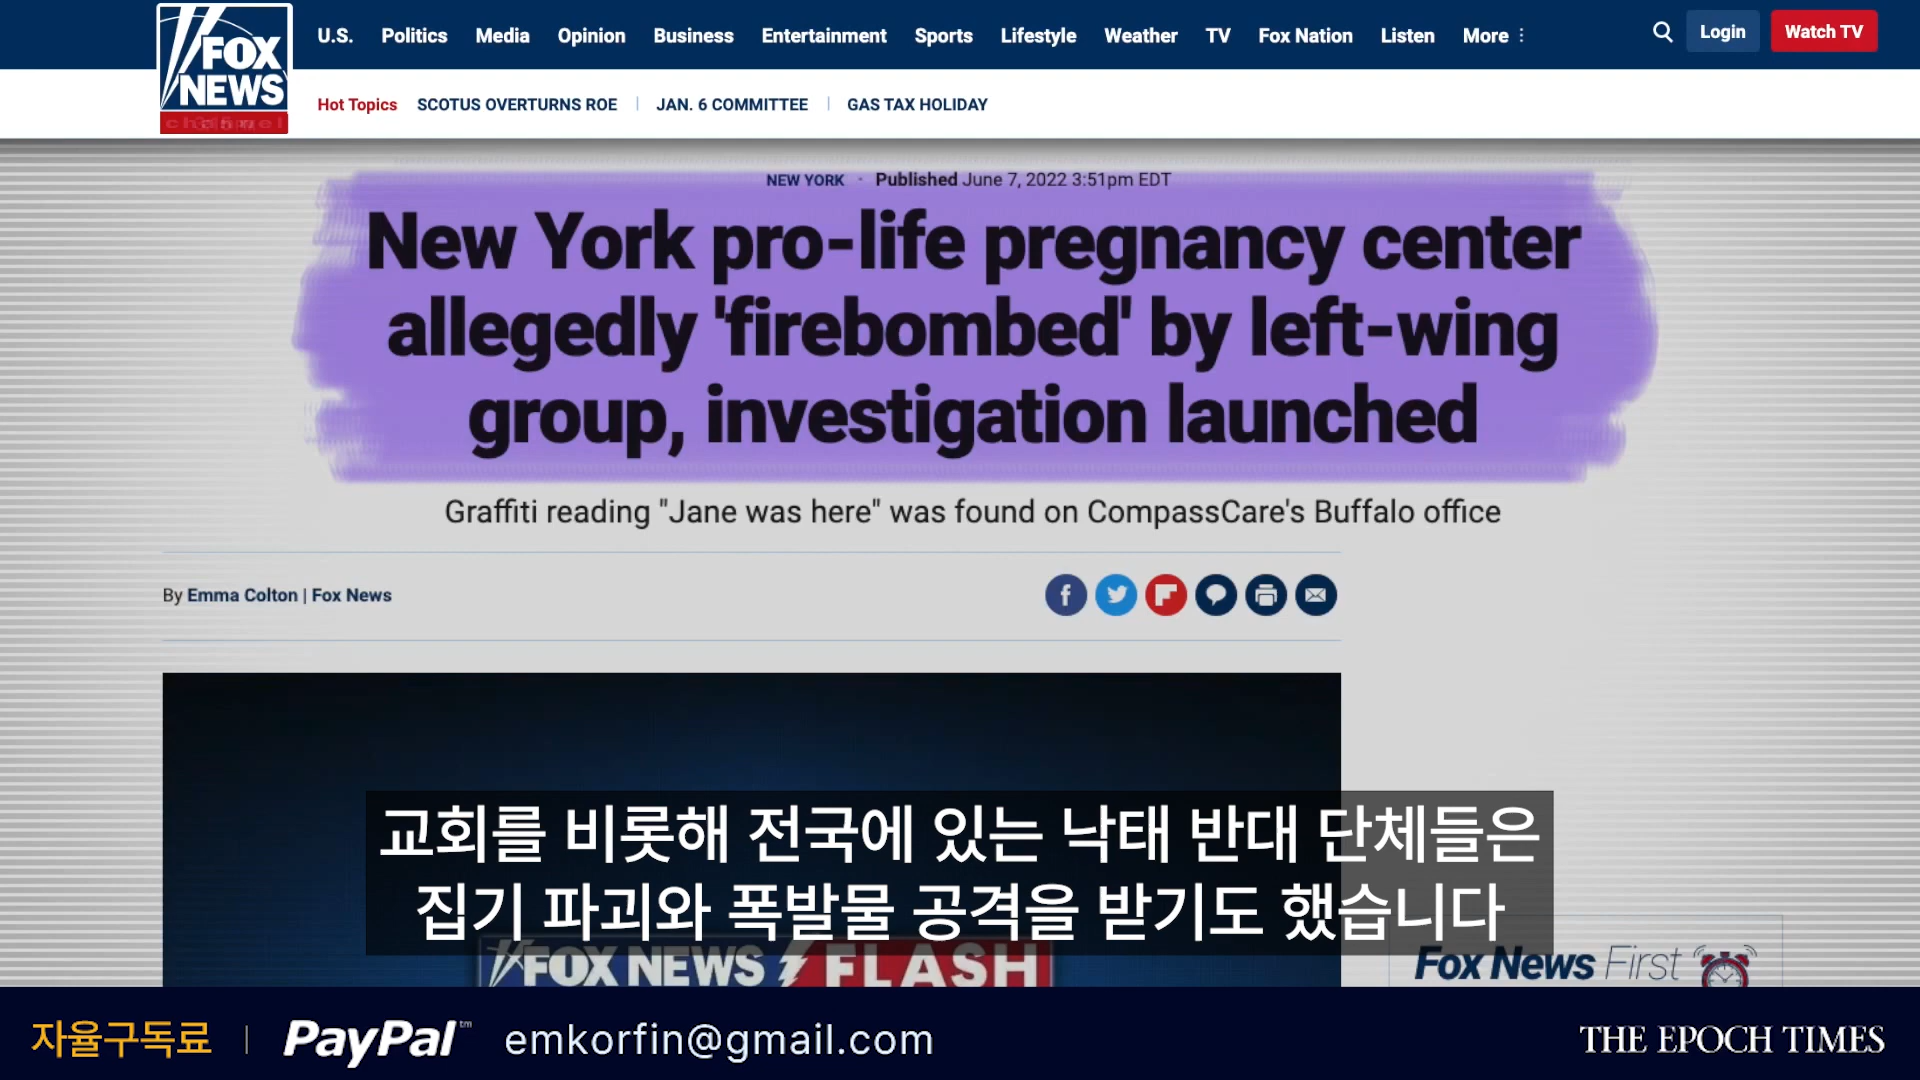 FOX
NEWS
channel
U.S. Politics Media Opinion Business Entertainment Sports Lifestyle Weather TV Fox Nation Listen More
Login
Watch TV
Hot Topics SCOTUS OVERTURNS ROE JAN. 6 COMMITTEE GAS TAX HOLIDAY
NEW YORK - Published June 7, 2022 3:51pm EDT
New York pro-life pregnancy center
allegedly 'firebombed' by left-wing
group, investigation launched
Graffiti reading "Jane was here" was found on CompassCare's Buffalo office
By Emma Colton | Fox News
교회를 비롯해 전국에 있는 낙태 반대 단체들은
집기 파괴와 폭발물 공격을 받기도 했습니다
FOX NEWS FLASH
Fox News First
자율구독료 | PayPal™ emkorfin@gmail.com
THE EPOCH TIMES